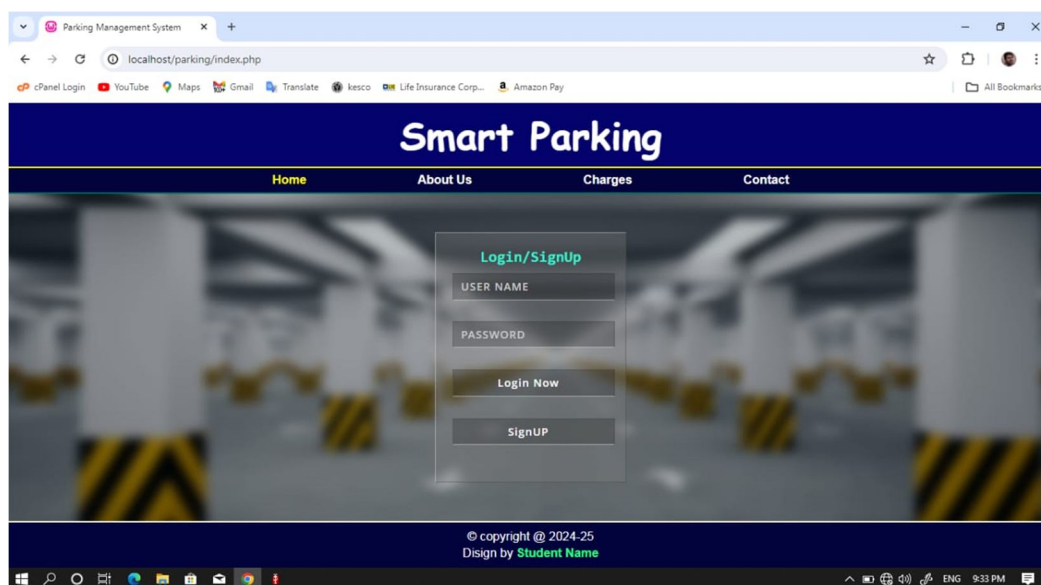 Parking Management System
localhost/parking/index.php
cPanel Login YouTube Maps Gmail Translate kesco Life Insurance Corp... Amazon Pay All Bookmarks
Smart Parking
Home About Us Charges Contact
Login/SignUp
USER NAME
PASSWORD
Login Now
SignUP
© copyright @ 2024-25
Disign by Student Name
ENG 9:33 PM